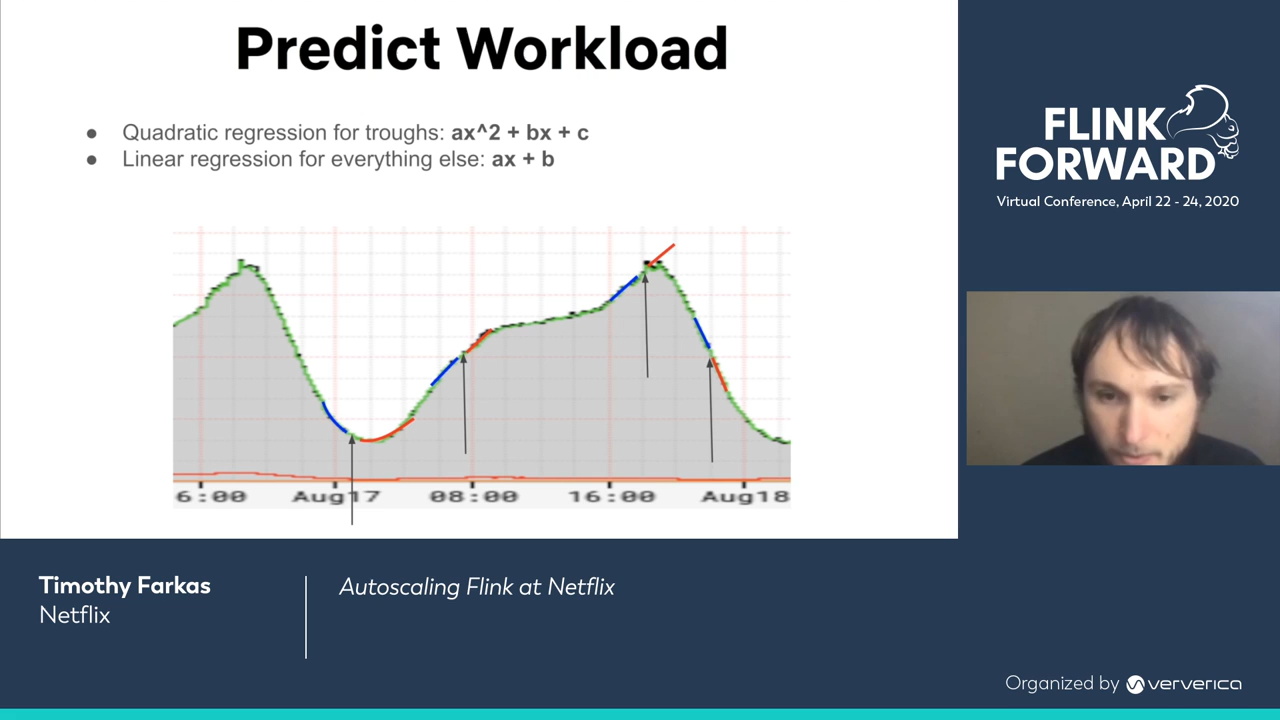 Predict Workload
● Quadratic regression for troughs: ax^2 + bx + c
● Linear regression for everything else: ax + b
6:00 Aug17 08:00 16:00 Aug18
FLINK
FORWARD
Virtual Conference, April 22 - 24, 2020
Timothy Farkas
Netflix
Autoscaling Flink at Netflix
Organized by ververica